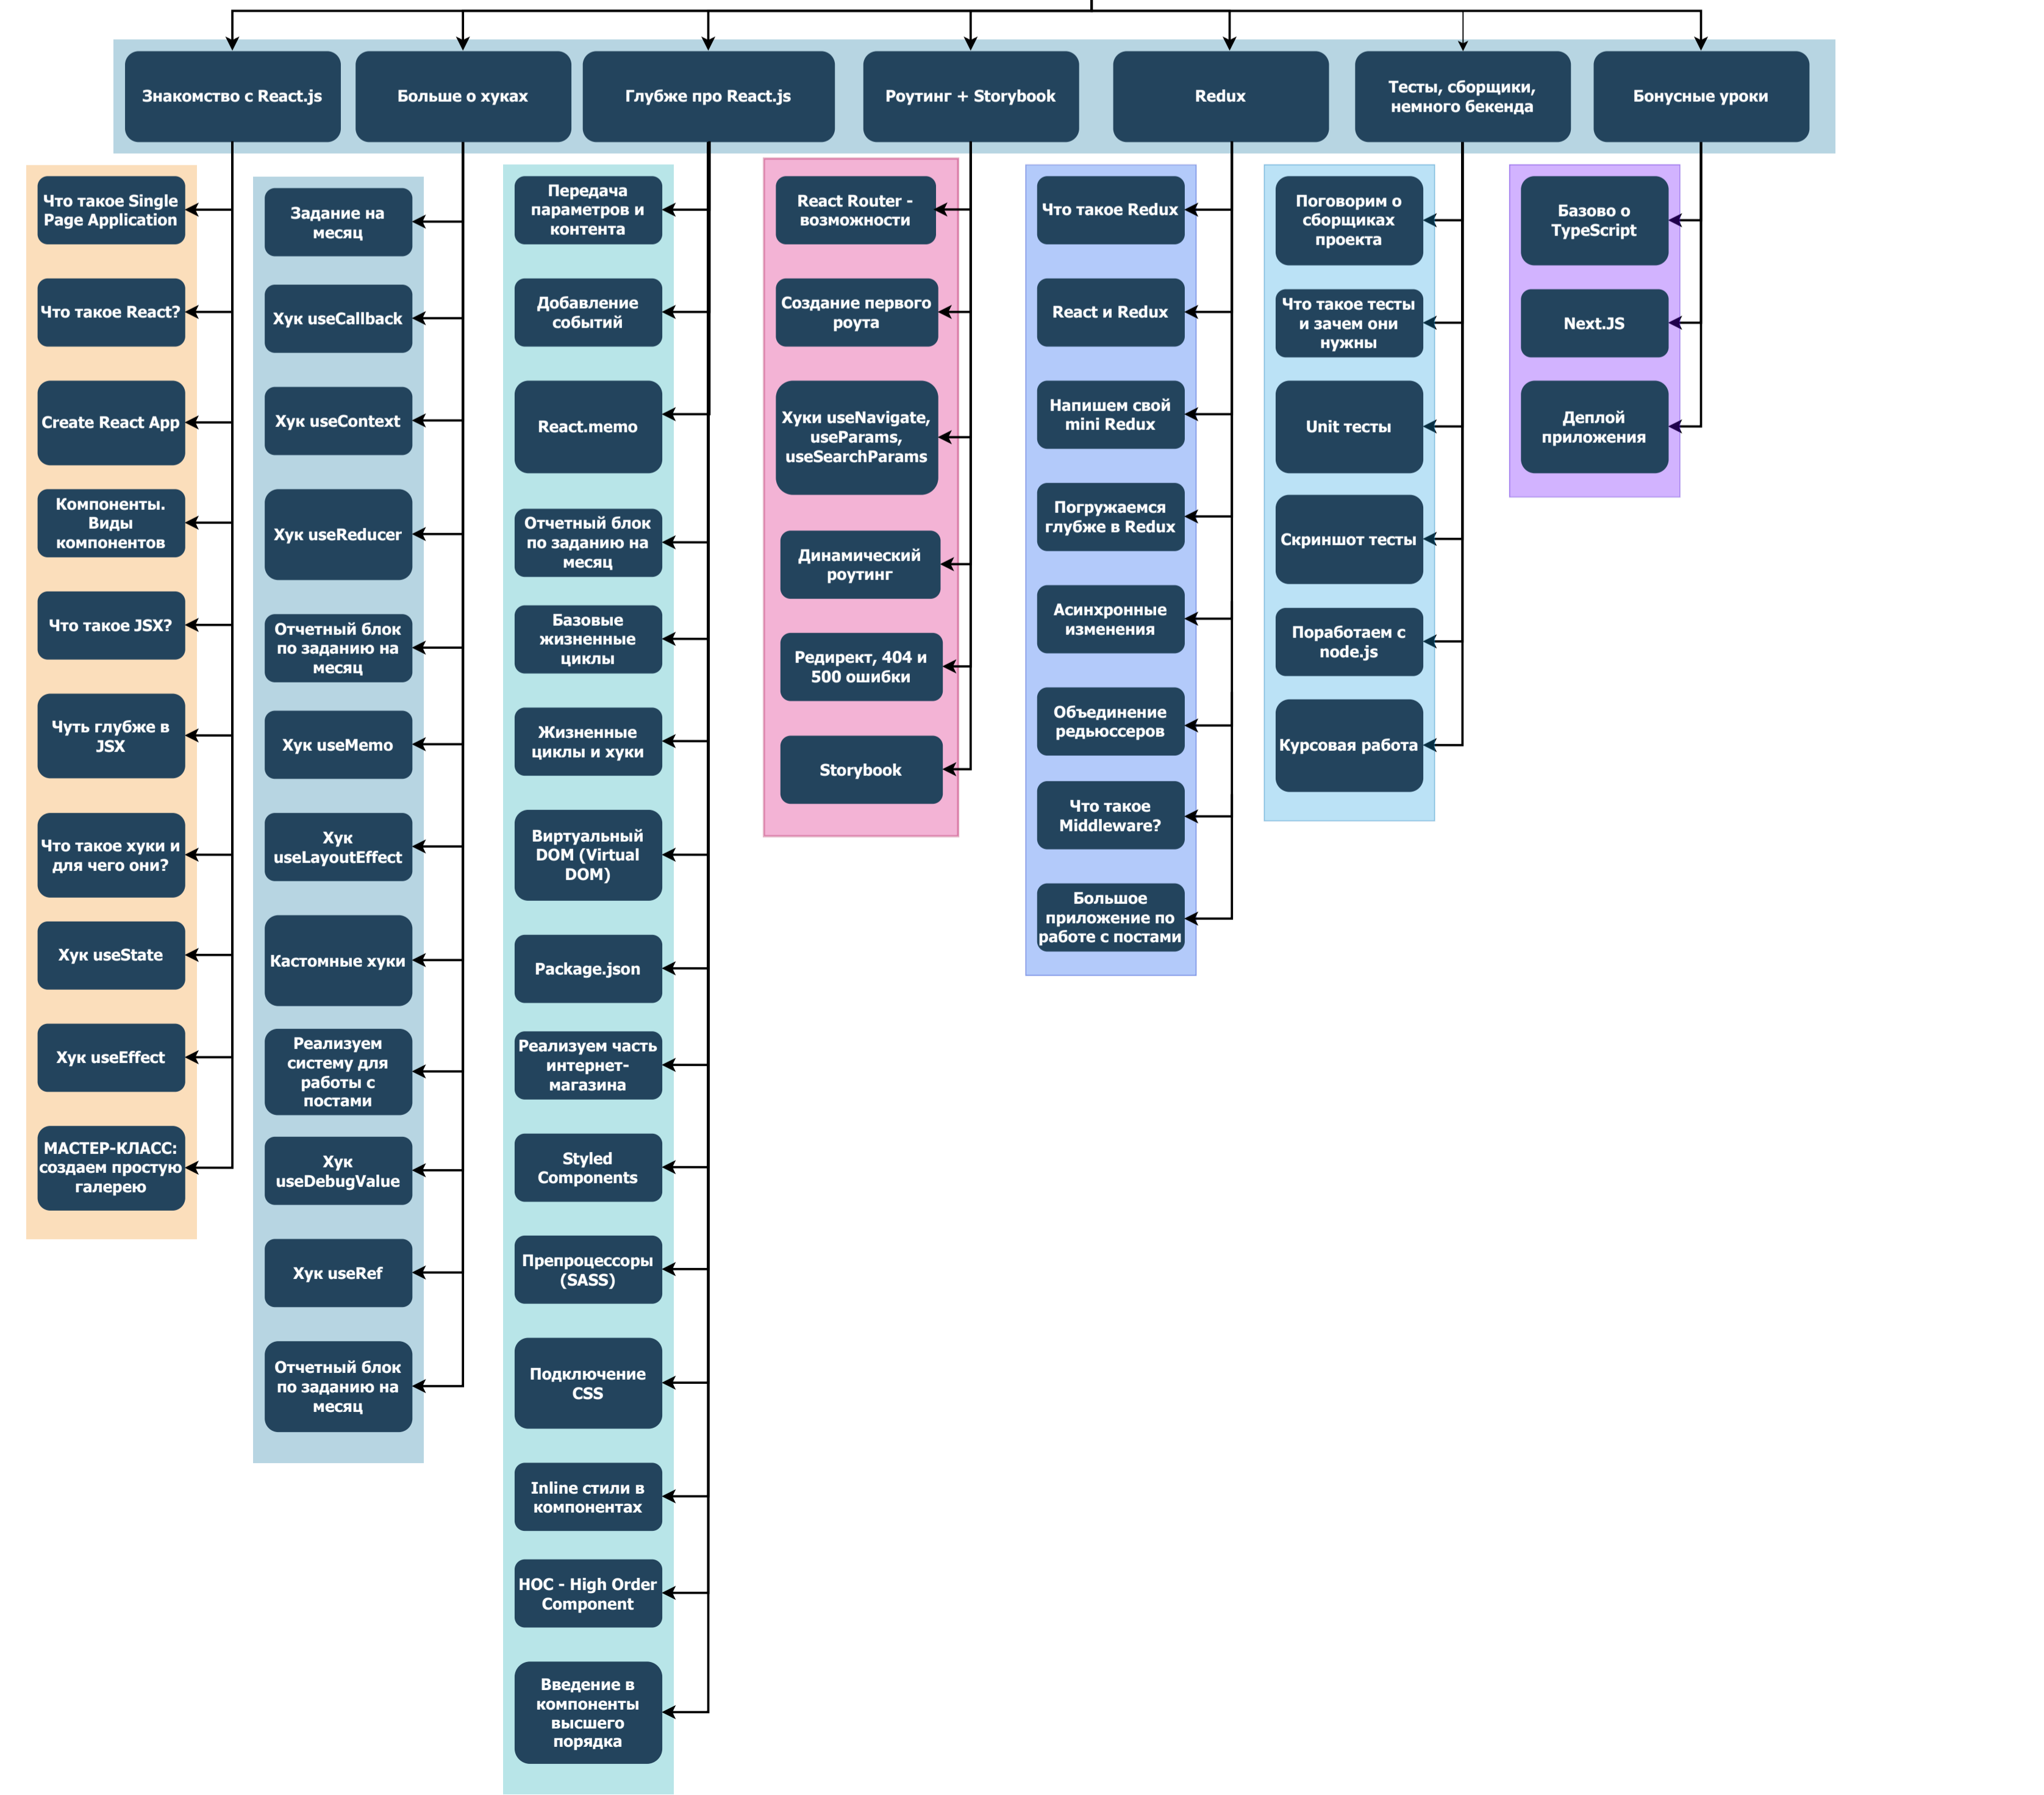 Знакомство с React.js
Больше о хуках
Глубже про React.js
Роутинг + Storybook
Redux
Тесты, сборщики,
немного бекенда
Бонусные уроки
Что такое Single
Page Application
Что такое React?
Create React App
Компоненты.
Виды
компонентов
Что такое JSX?
Чуть глубже в
JSX
Что такое хуки и
для чего они?
Хук useState
Хук useEffect
МАСТЕР-КЛАСС:
создаем простую
галерею
Задание на
месяц
Хук useCallback
Хук useContext
Хук useReducer
Отчетный блок
по заданию на
месяц
Хук useMemo
Хук
useLayoutEffect
Кастомные хуки
Реализуем
систему для
работы с
постами
Хук
useDebugValue
Хук useRef
Отчетный блок
по заданию на
месяц
Передача
параметров и
контента
Добавление
событий
React.memo
Отчетный блок
по заданию на
месяц
Базовые
жизненные
циклы
Жизненные
циклы и хуки
Виртуальный
DOM (Virtual
DOM)
Package.json
Реализуем часть
интернет-
магазина
Styled
Components
Препроцессоры
(SASS)
Подключение
CSS
Inline стили в
компонентах
HOC - High Order
Component
Введение в
компоненты
высшего
порядка
React Router -
возможности
Создание первого
роута
Хуки useNavigate,
useParams,
useSearchParams
Динамический
роутинг
Редирект, 404 и
500 ошибки
Storybook
Что такое Redux
React и Redux
Напишем свой
mini Redux
Погружаемся
глубже в Redux
Асинхронные
изменения
Объединение
редьюссеров
Что такое
Middleware?
Большое
приложение по
работе с постами
Поговорим о
сборщиках
проекта
Что такое тесты
и зачем они
нужны
Unit тесты
Скриншот тесты
Поработаем с
node.js
Курсовая работа
Базово о
TypeScript
Next.JS
Деплой
приложения